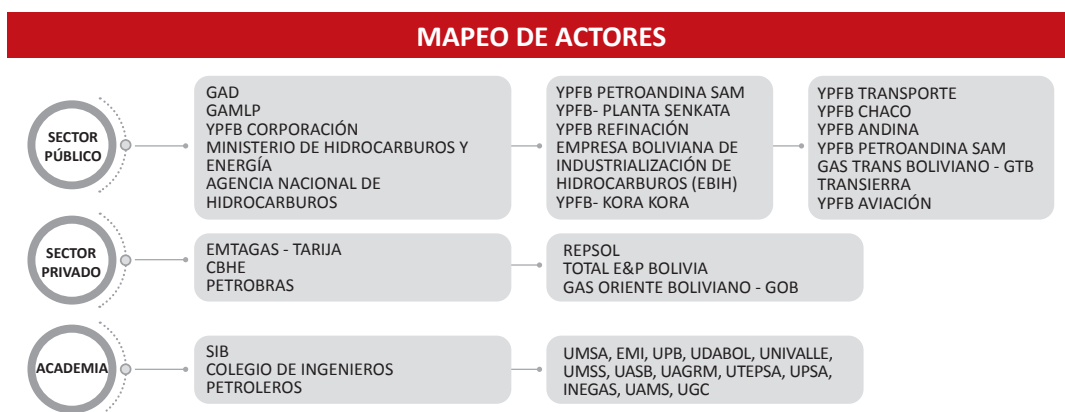 MAPEO DE ACTORES
SECTOR
PÚBLICO
GAD
GAMLP
YPFB CORPORACIÓN
MINISTERIO DE HIDROCARBUROS Y
ENERGÍA
AGENCIA NACIONAL DE
HIDROCARBUROS
YPFB PETROANDINA SAM
YPFB- PLANTA SENKATA
YPFB REFINACIÓN
EMPRESA BOLIVIANA DE
INDUSTRIALIZACIÓN DE
HIDROCARBUROS (EBIH)
YPFB- KORA KORA
YPFB TRANSPORTE
YPFB CHACO
YPFB ANDINA
YPFB PETROANDINA SAM
GAS TRANS BOLIVIANO - GTB
TRANSIERRA
YPFB AVIACIÓN
SECTOR
PRIVADO
EMTAGAS - TARIJA
CBHE
PETROBRAS
REPSOL
TOTAL E&P BOLIVIA
GAS ORIENTE BOLIVIANO - GOB
ACADEMIA
SIB
COLEGIO DE INGENIEROS
PETROLEROS
UMSA, EMI, UPB, UDABOL, UNIVALLE,
UMSS, UASB, UAGRM, UTEPSA, UPSA,
INEGAS, UAMS, UGC